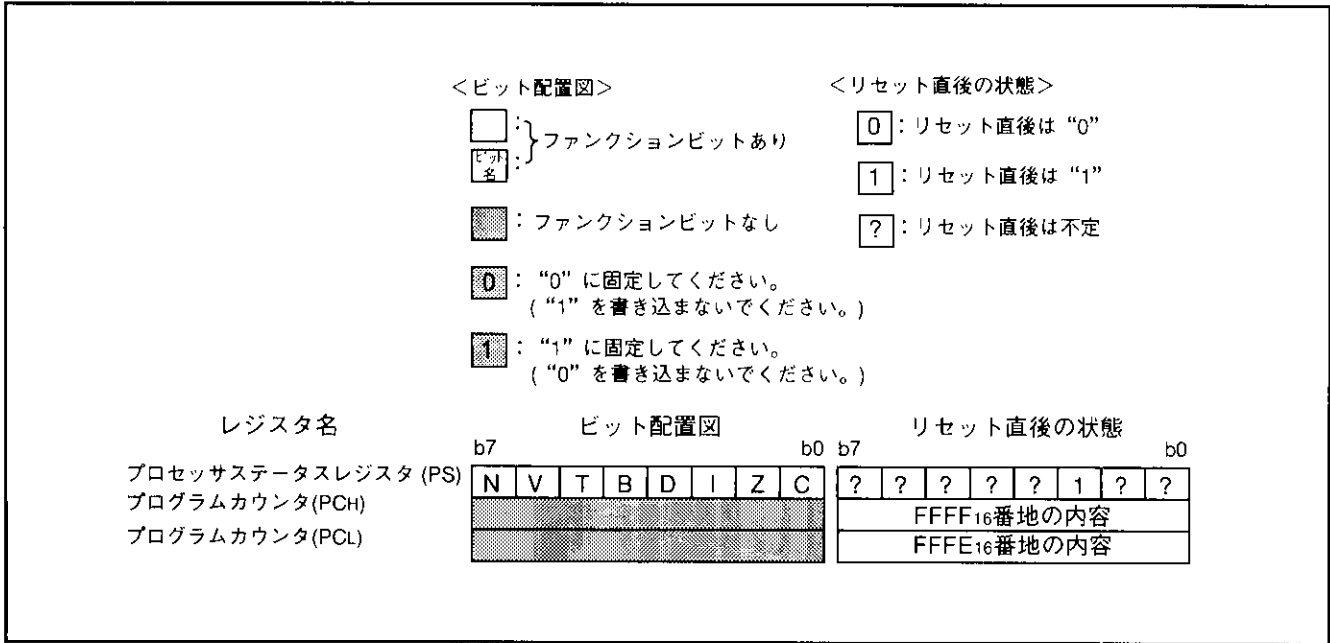 ＜ビット配置図＞
：
ビット名：
ファンクションビットあり
：ファンクションビットなし
0：“0”に固定してください。
(“1”を書き込まないでください。)
1：“1”に固定してください。
(“0”を書き込まないでください。)
＜リセット直後の状態＞
0：リセット直後は“0”
1：リセット直後は“1”
?：リセット直後は不定
レジスタ名 ビット配置図 リセット直後の状態
b7 b0 b7 b0
プロセッサステータスレジスタ(PS) N V T B D I Z C ? ? ? ? ? 1 ? ?
プログラムカウンタ(PCH) FFFF16番地の内容
プログラムカウンタ(PCL) FFFE16番地の内容